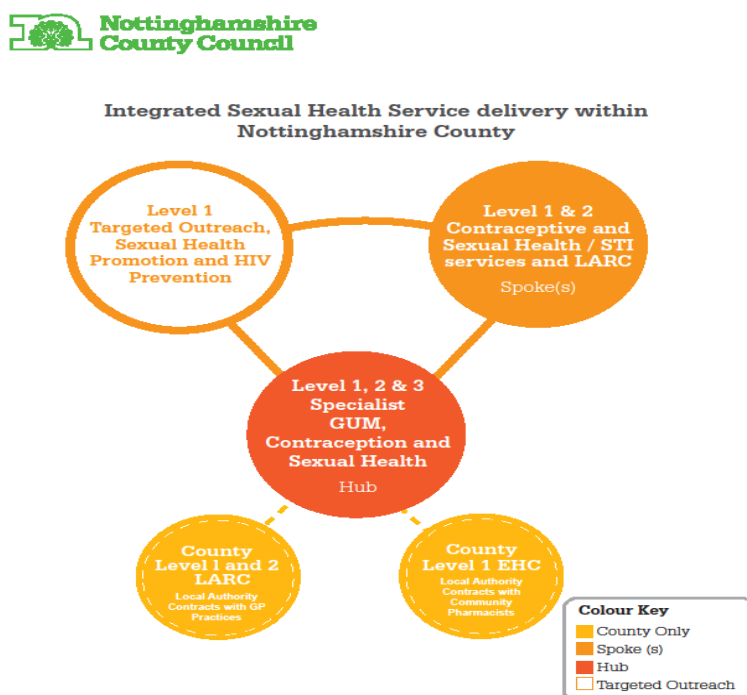 Nottinghamshire
County Council
Integrated Sexual Health Service delivery within
Nottinghamshire County
Level 1
Targeted Outreach,
Sexual Health
Promotion and HIV
Prevention
Level 1 & 2
Contraceptive and
Sexual Health / STI
services and LARC
Spoke(s)
Level 1, 2 & 3
Specialist
GUM,
Contraception and
Sexual Health
Hub
County
Level 1 and 2
LARC
Local Authority
Contracts with GP
Practices
County
Level 1 EHC
Local Authority
Contracts with
Community
Pharmacists
Colour Key
County Only
Spoke (s)
Hub
Targeted Outreach